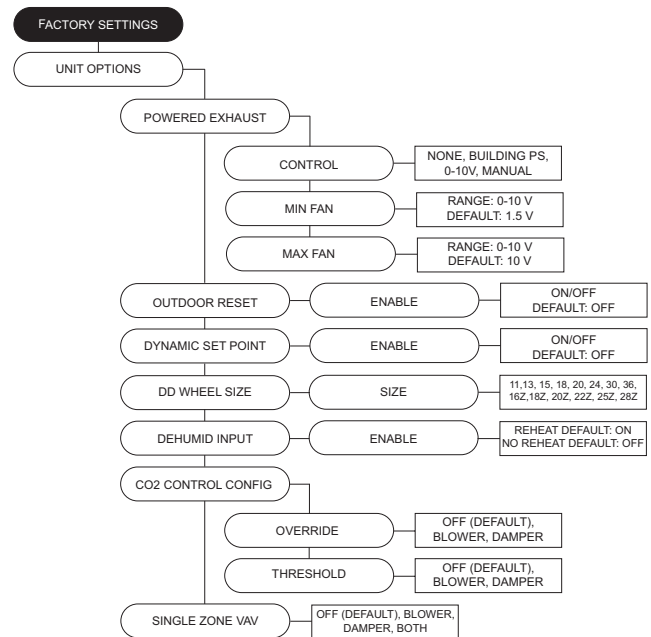 FACTORY SETTINGS
UNIT OPTIONS
POWERED EXHAUST
CONTROL
NONE, BUILDING PS,
0-10V, MANUAL
MIN FAN
RANGE: 0-10 V
DEFAULT: 1.5 V
MAX FAN
RANGE: 0-10 V
DEFAULT: 10 V
OUTDOOR RESET
ENABLE
ON/OFF
DEFAULT: OFF
DYNAMIC SET POINT
ENABLE
ON/OFF
DEFAULT: OFF
DD WHEEL SIZE
SIZE
11,13, 15, 18, 20, 24, 30, 36,
16Z,18Z, 20Z, 22Z, 25Z, 28Z
DEHUMID INPUT
ENABLE
REHEAT DEFAULT: ON
NO REHEAT DEFAULT: OFF
CO2 CONTROL CONFIG
OVERRIDE
OFF (DEFAULT),
BLOWER, DAMPER
THRESHOLD
OFF (DEFAULT),
BLOWER, DAMPER
SINGLE ZONE VAV
OFF (DEFAULT), BLOWER,
DAMPER, BOTH